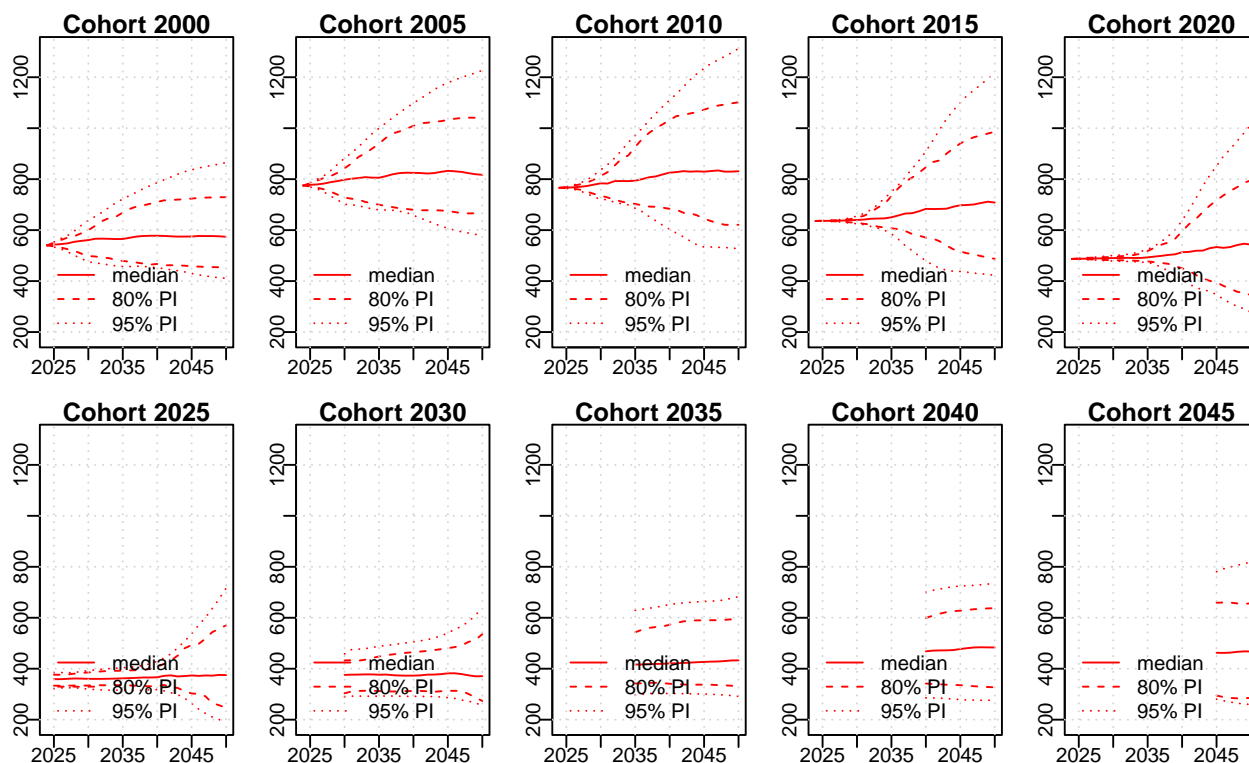 Cohort 2000
1200
800
600
400
200
median
80% PI
95% PI
2025 2035 2045
Cohort 2005
1200
800
600
400
200
median
80% PI
95% PI
2025 2035 2045
Cohort 2010
1200
800
600
400
200
median
80% PI
95% PI
2025 2035 2045
Cohort 2015
1200
800
600
400
200
median
80% PI
95% PI
2025 2035 2045
Cohort 2020
1200
800
600
400
200
median
80% PI
95% PI
2025 2035 2045
Cohort 2025
1200
800
600
400
200
median
80% PI
95% PI
2025 2035 2045
Cohort 2030
1200
800
600
400
200
median
80% PI
95% PI
2025 2035 2045
Cohort 2035
1200
800
600
400
200
median
80% PI
95% PI
2025 2035 2045
Cohort 2040
1200
800
600
400
200
median
80% PI
95% PI
2025 2035 2045
Cohort 2045
1200
800
600
400
200
median
80% PI
95% PI
2025 2035 2045